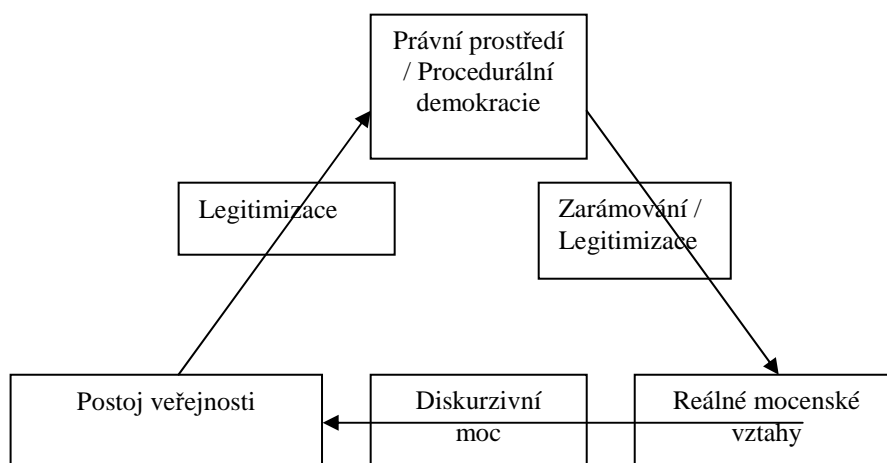 Právní prostředí
/ Procedurální
demokracie
Legitimizace
Zarámování /
Legitimizace
Postoj veřejnosti
Diskurzivní
moc
Reálné mocenské
vztahy